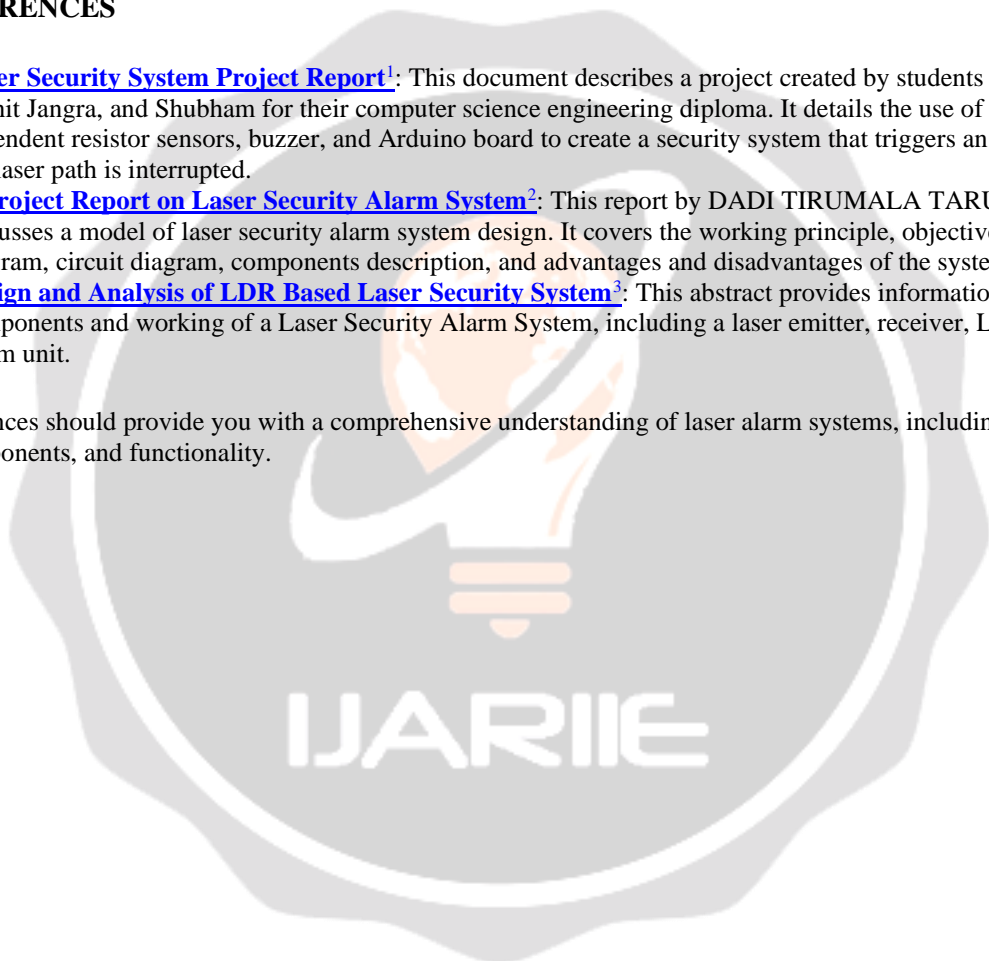 RENCES
er Security System Project Report1: This document describes a project created by students
nit Jangra, and Shubham for their computer science engineering diploma. It details the use of
endent resistor sensors, buzzer, and Arduino board to create a security system that triggers an
laser path is interrupted.
roject Report on Laser Security Alarm System2: This report by DADI TIRUMALA TARU
usses a model of laser security alarm system design. It covers the working principle, objective
gram, circuit diagram, components description, and advantages and disadvantages of the syste
ign and Analysis of LDR Based Laser Security System3: This abstract provides informatio
ponents and working of a Laser Security Alarm System, including a laser emitter, receiver, L
m unit.
nces should provide you with a comprehensive understanding of laser alarm systems, includin
ponents, and functionality.
IJARIIE